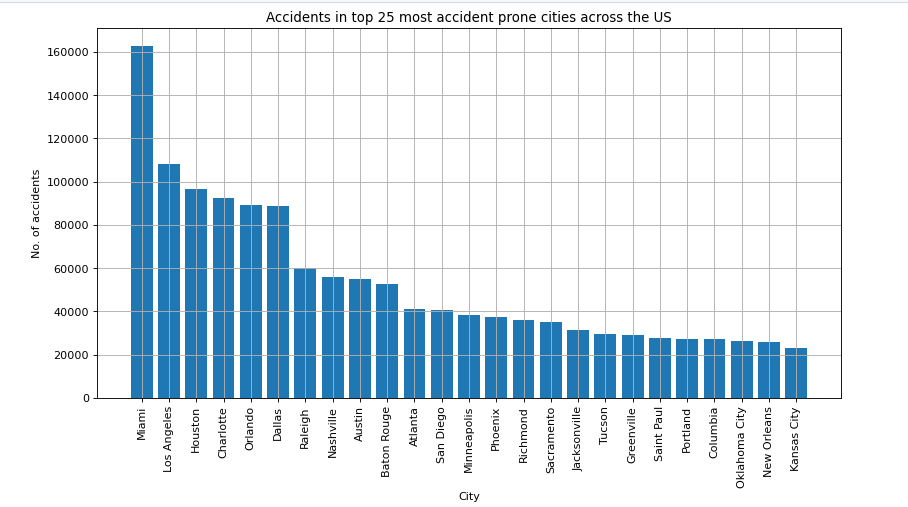 Accidents in top 25 most accident prone cities across the US
160000
140000
120000
100000
80000
60000
40000
20000
0
No. of accidents
Miami
Los Angeles
Houston
Charlotte
Orlando
Dallas
Raleigh
Nashville
Austin
Baton Rouge
Atlanta
San Diego
Minneapolis
Phoenix
Richmond
Sacramento
Jacksonville
Tucson
Greenville
Saint Paul
Portland
Columbia
Oklahoma City
New Orleans
Kansas City
City